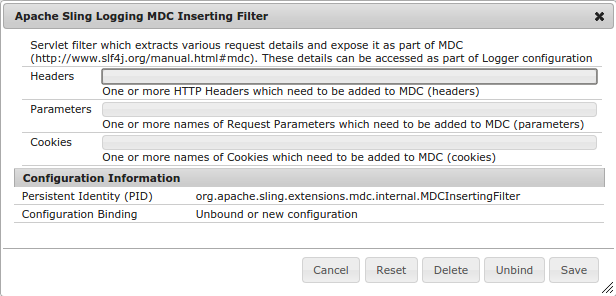 Apache Sling Logging MDC Inserting Filter
Servlet filter which extracts various request details and expose it as part of MDC
(http://www.slf4j.org/manual.html#mdc). These details can be accessed as part of Logger configuration
Headers
One or more HTTP Headers which need to be added to MDC (headers)
Parameters
One or more names of Request Parameters which need to be added to MDC (parameters)
Cookies
One or more names of Cookies which need to be added to MDC (cookies)
Configuration Information
Persistent Identity (PID) org.apache.sling.extensions.mdc.internal.MDCInsertingFilter
Configuration Binding Unbound or new configuration
Cancel Reset Delete Unbind Save